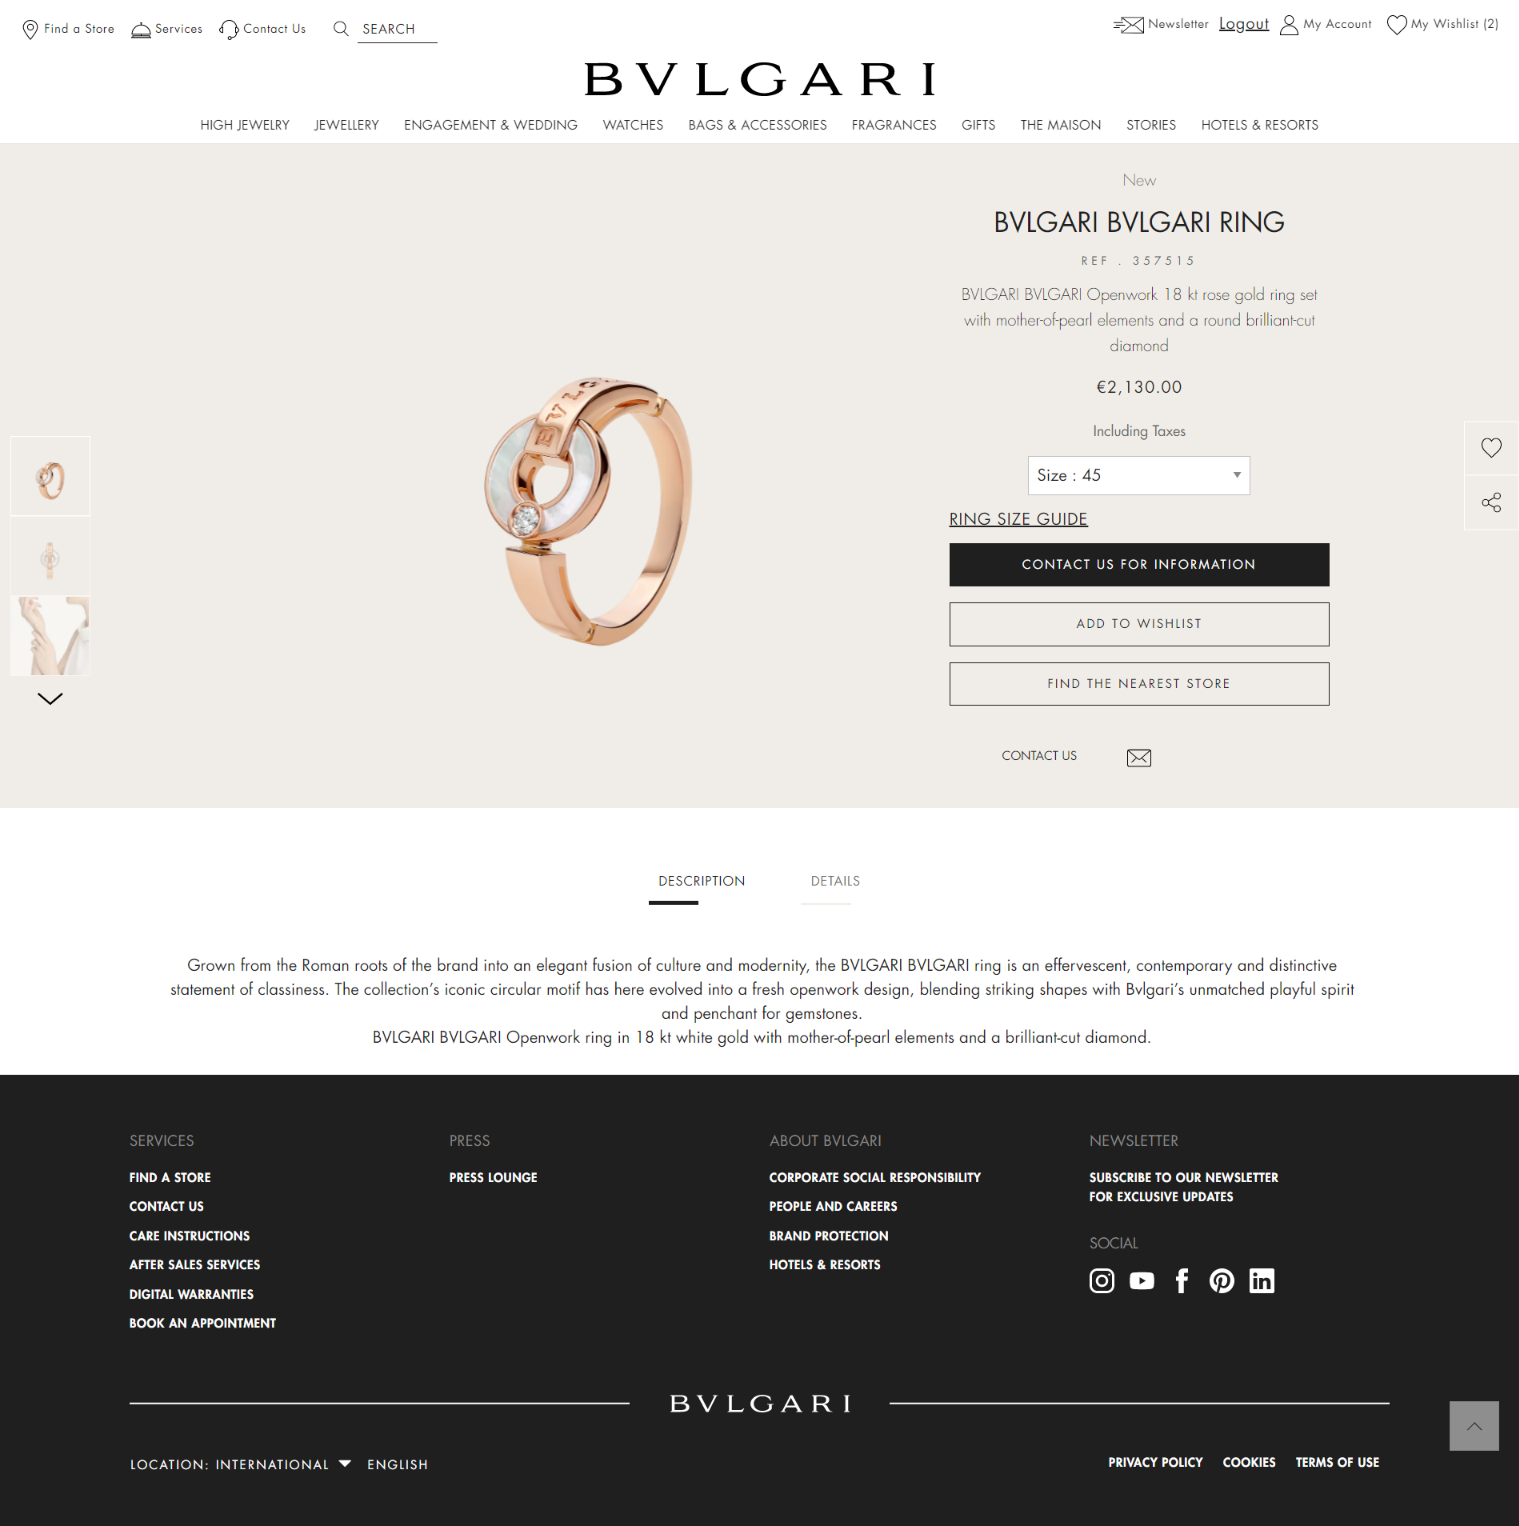 Find a Store
Services
Contact Us
SEARCH
Newsletter
Logout
My Account
My Wishlist (2)
BVLGARI
HIGH JEWELRY
JEWELLERY
ENGAGEMENT & WEDDING
WATCHES
BAGS & ACCESSORIES
FRAGRANCES
GIFTS
THE MAISON
STORIES
HOTELS & RESORTS
New
BVLGARI BVLGARI RING
REF . 357515
BVLGARI BVLGARI Openwork 18 kt rose gold ring set
with mother-of-pearl elements and a round brilliant-cut
diamond
€2,130.00
Including Taxes
Size : 45
RING SIZE GUIDE
CONTACT US FOR INFORMATION
ADD TO WISHLIST
FIND THE NEAREST STORE
CONTACT US
BVLG
DESCRIPTION
DETAILS
Grown from the Roman roots of the brand into an elegant fusion of culture and modernity, the BVLGARI BVLGARI ring is an effervescent, contemporary and distinctive
statement of classiness. The collection’s iconic circular motif has here evolved into a fresh openwork design, blending striking shapes with Bvlgari’s unmatched playful spirit
and penchant for gemstones.
BVLGARI BVLGARI Openwork ring in 18 kt white gold with mother-of-pearl elements and a brilliant-cut diamond.
SERVICES
FIND A STORE
CONTACT US
CARE INSTRUCTIONS
AFTER SALES SERVICES
DIGITAL WARRANTIES
BOOK AN APPOINTMENT
PRESS
PRESS LOUNGE
ABOUT BVLGARI
CORPORATE SOCIAL RESPONSIBILITY
PEOPLE AND CAREERS
BRAND PROTECTION
HOTELS & RESORTS
NEWSLETTER
SUBSCRIBE TO OUR NEWSLETTER
FOR EXCLUSIVE UPDATES
SOCIAL
BVLGARI
LOCATION: INTERNATIONAL
ENGLISH
PRIVACY POLICY
COOKIES
TERMS OF USE